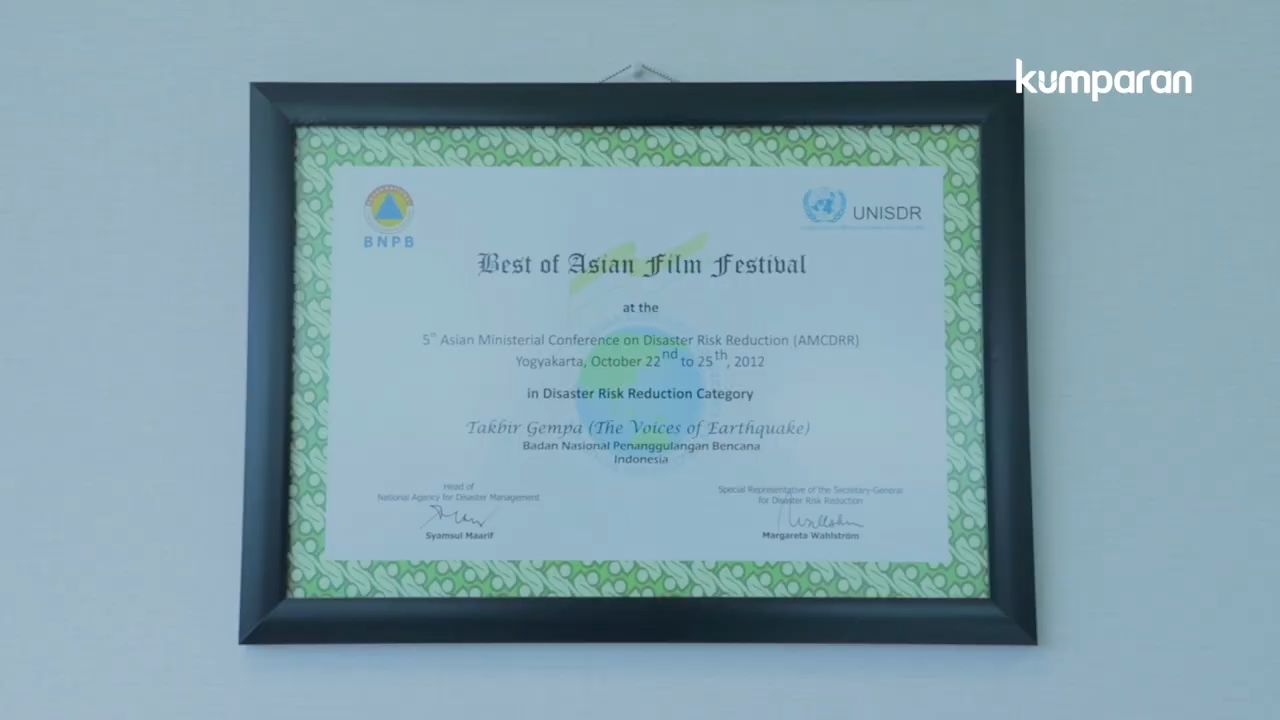 kumparan
BNPB
UNISDR
Best of Asian Film Festival
at the
5th Asian Ministerial Conference on Disaster Risk Reduction (AMCDRR)
Yogyakarta, October 22nd to 25th, 2012
in Disaster Risk Reduction Category
Takbir Gempa (The Voices of Earthquake)
Badan Nasional Penanggulangan Bencana
Indonesia
Head of
National Agency for Disaster Management
Syamsul Maarif
Special Representative of the Secretary-General
for Disaster Risk Reduction
Margareta Wahlström